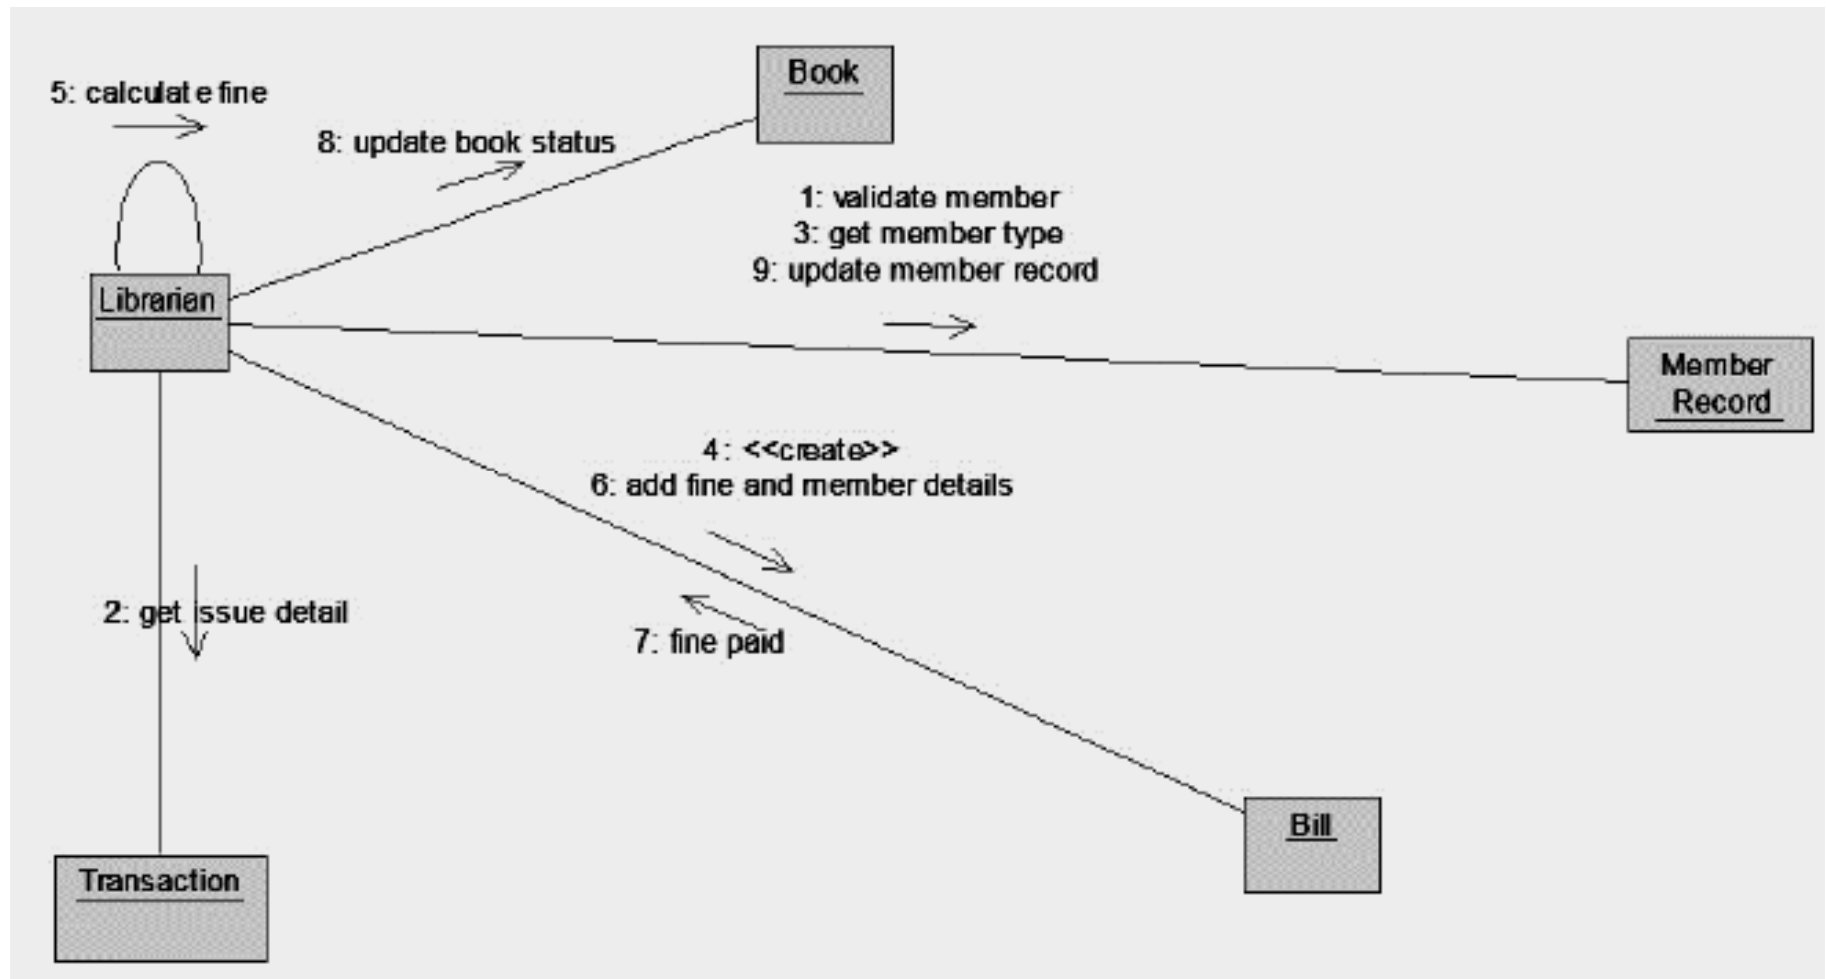 Book
5: calculate fine
8: update book status
1: validate member
3: get member type
9: update member record
Librarian
Member
Record
4: <<create>>
6: add fine and member details
2: get issue detail
7: fine paid
Bill
Transaction